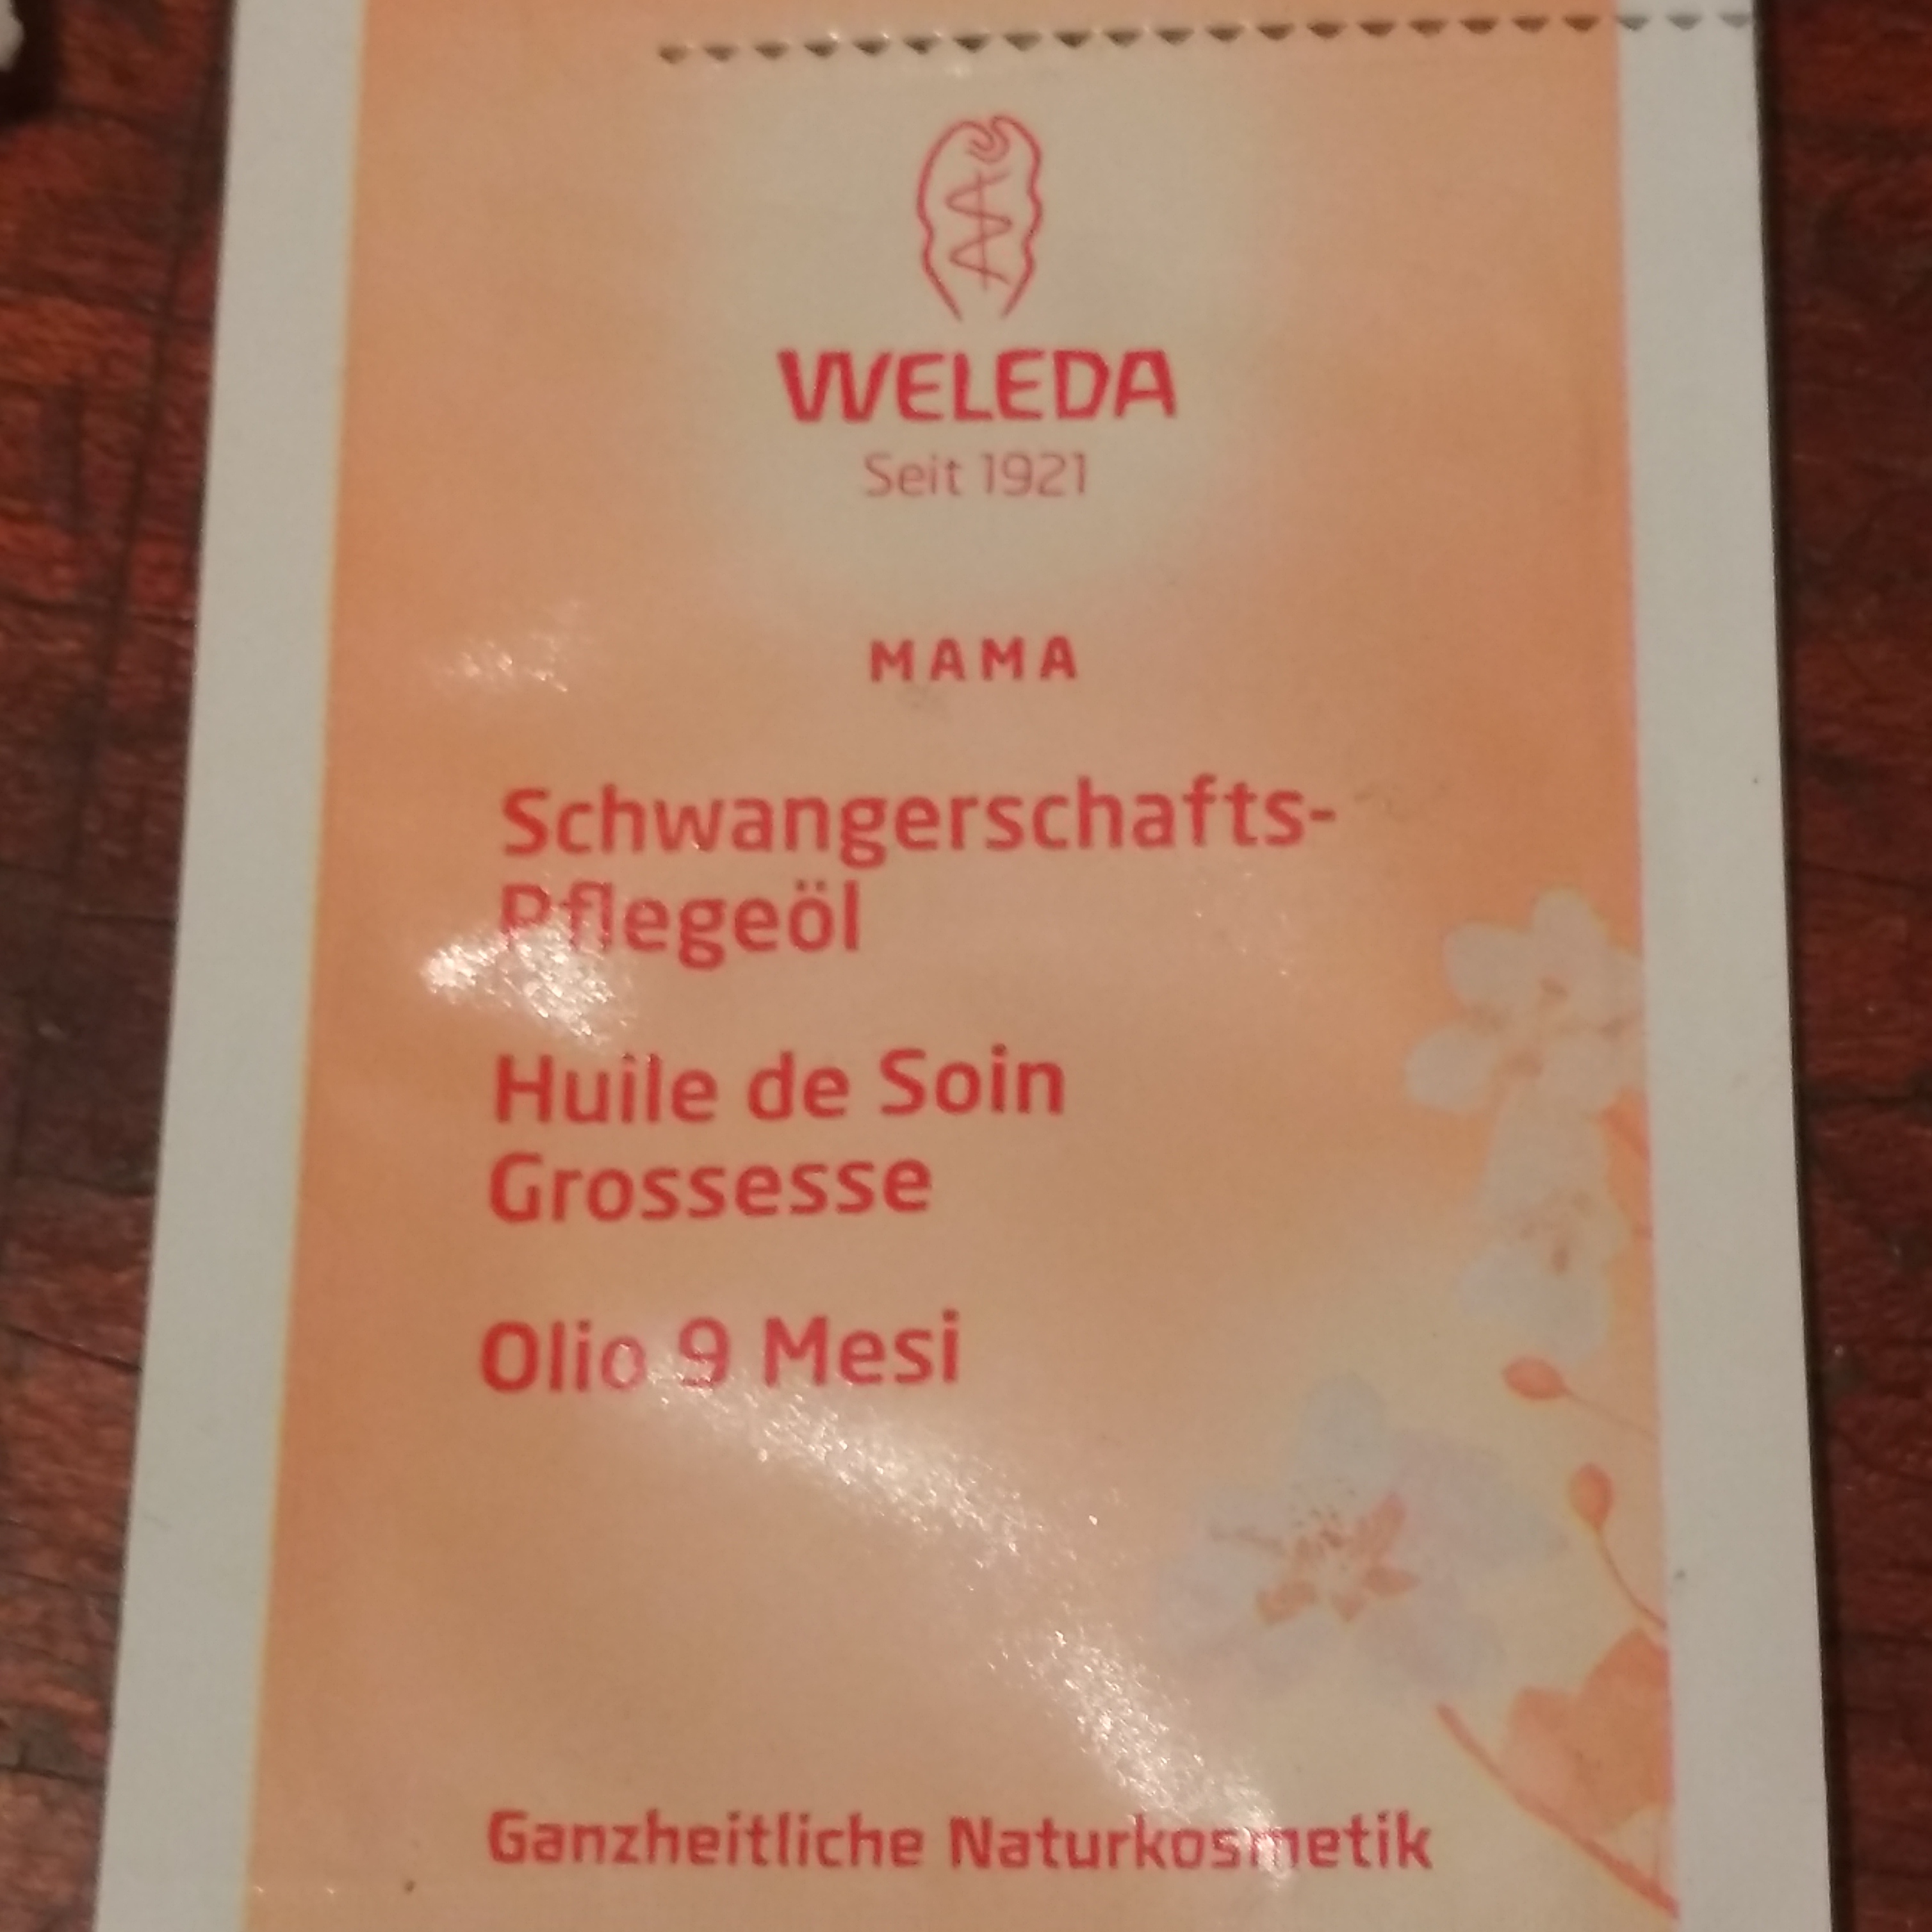 WELEDA
Seit 1921
MAMA
Schwangerschafts-
Pflegeöl
Huile de Soin
Grossesse
Olio 9 Mesi
Ganzheitliche Naturkosmetik